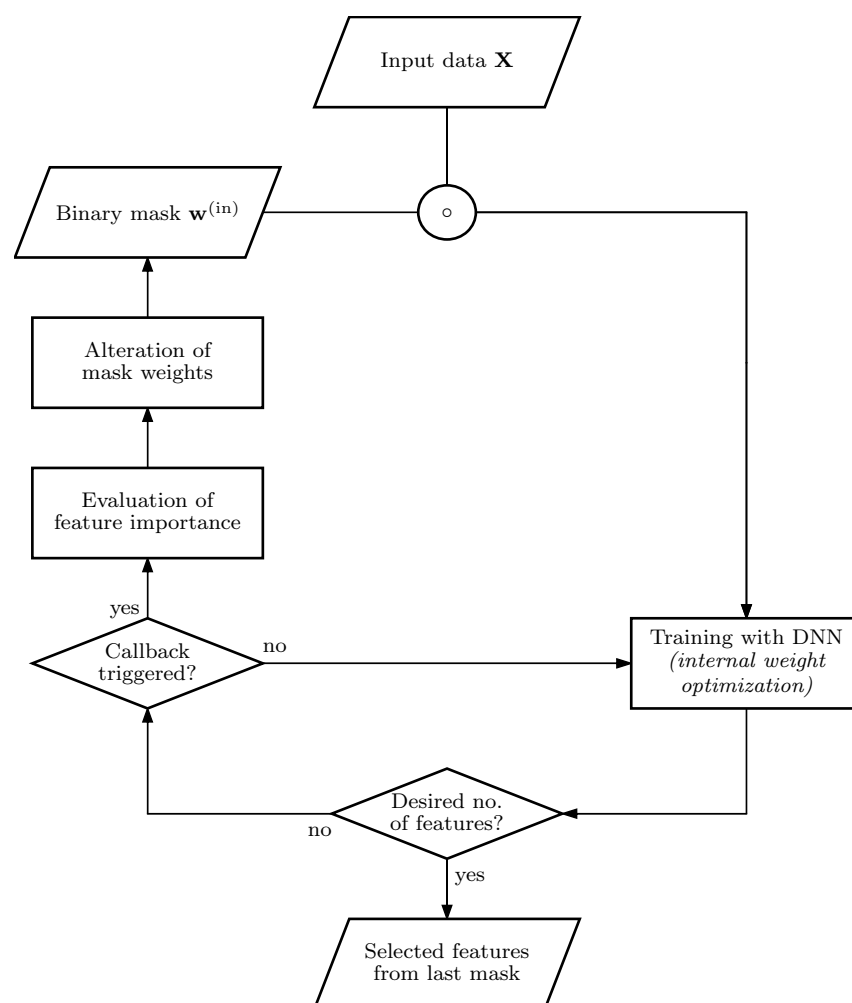 Input data X
Binary mask w^(in)
∘
Alteration of
mask weights
Evaluation of
feature importance
yes
Callback
triggered?
no
Training with DNN
(internal weight
optimization)
Desired no.
of features?
no
yes
Selected features
from last mask